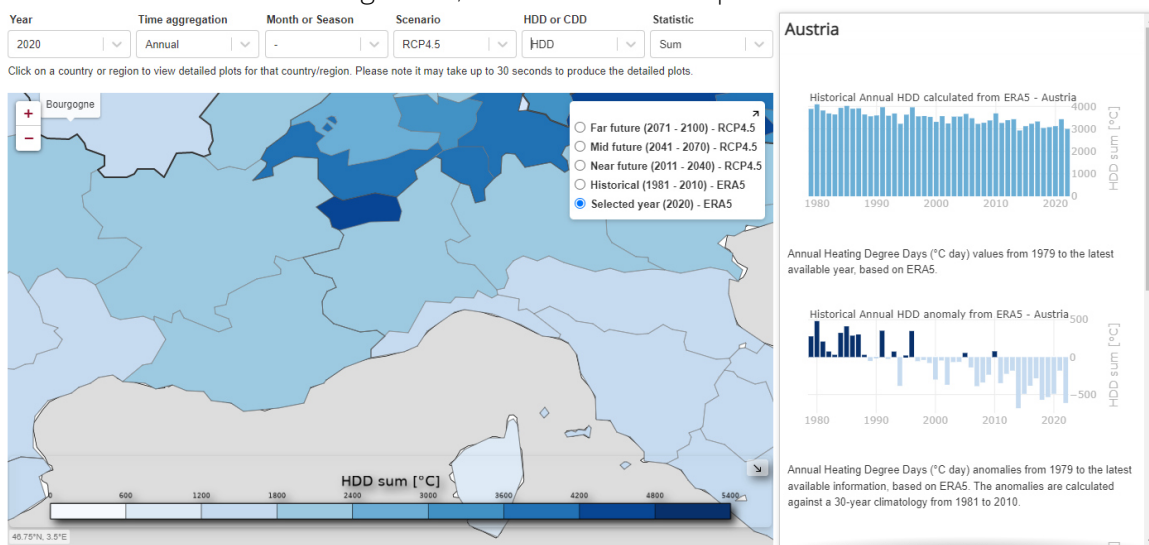 Year
Time aggregation
Month or Season
Scenario
HDD or CDD
Statistic
2020
Annual
-
RCP4.5
HDD
Sum
Click on a country or region to view detailed plots for that country/region. Please note it may take up to 30 seconds to produce the detailed plots.
+
−
Bourgogne
Far future (2071 - 2100) - RCP4.5
Mid future (2041 - 2070) - RCP4.5
Near future (2011 - 2040) - RCP4.5
Historical (1981 - 2010) - ERA5
Selected year (2020) - ERA5
HDD sum [°C]
0 600 1200 1800 2400 3000 3600 4200 4800 5400
46.75°N, 3.5°E
Austria
Historical Annual HDD calculated from ERA5 - Austria
4000
3000
2000
1000
0
HDD sum [°C]
1980 1990 2000 2010 2020
Annual Heating Degree Days (°C day) values from 1979 to the latest
available year, based on ERA5.
Historical Annual HDD anomaly from ERA5 - Austria
500
0
−500
HDD sum [°C]
1980 1990 2000 2010 2020
Annual Heating Degree Days (°C day) anomalies from 1979 to the latest
available information, based on ERA5. The anomalies are calculated
against a 30-year climatology from 1981 to 2010.